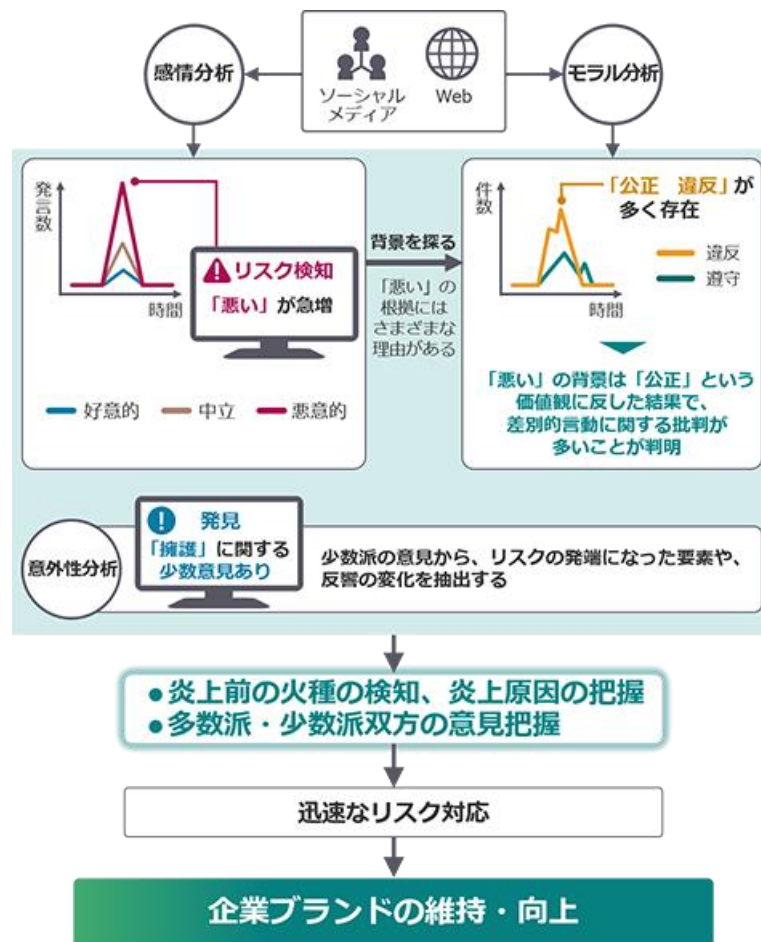 感情分析
ソーシャル
メディア
Web
モラル分析
発言数
時間
リスク検知
「悪い」が急増
好意的
中立
悪意的
背景を探る
「悪い」の
根拠には
さまざまな
理由がある
件数
時間
「公正 違反」が
多く存在
違反
遵守
「悪い」の背景は「公正」という
価値観に反した結果で、
差別的言動に関する批判が
多いことが判明
意外性分析
発見
「擁護」に関する
少数意見あり
少数派の意見から、リスクの発端になった要素や、
反響の変化を抽出する
●炎上前の火種の検知、炎上原因の把握
●多数派・少数派双方の意見把握
迅速なリスク対応
企業ブランドの維持・向上